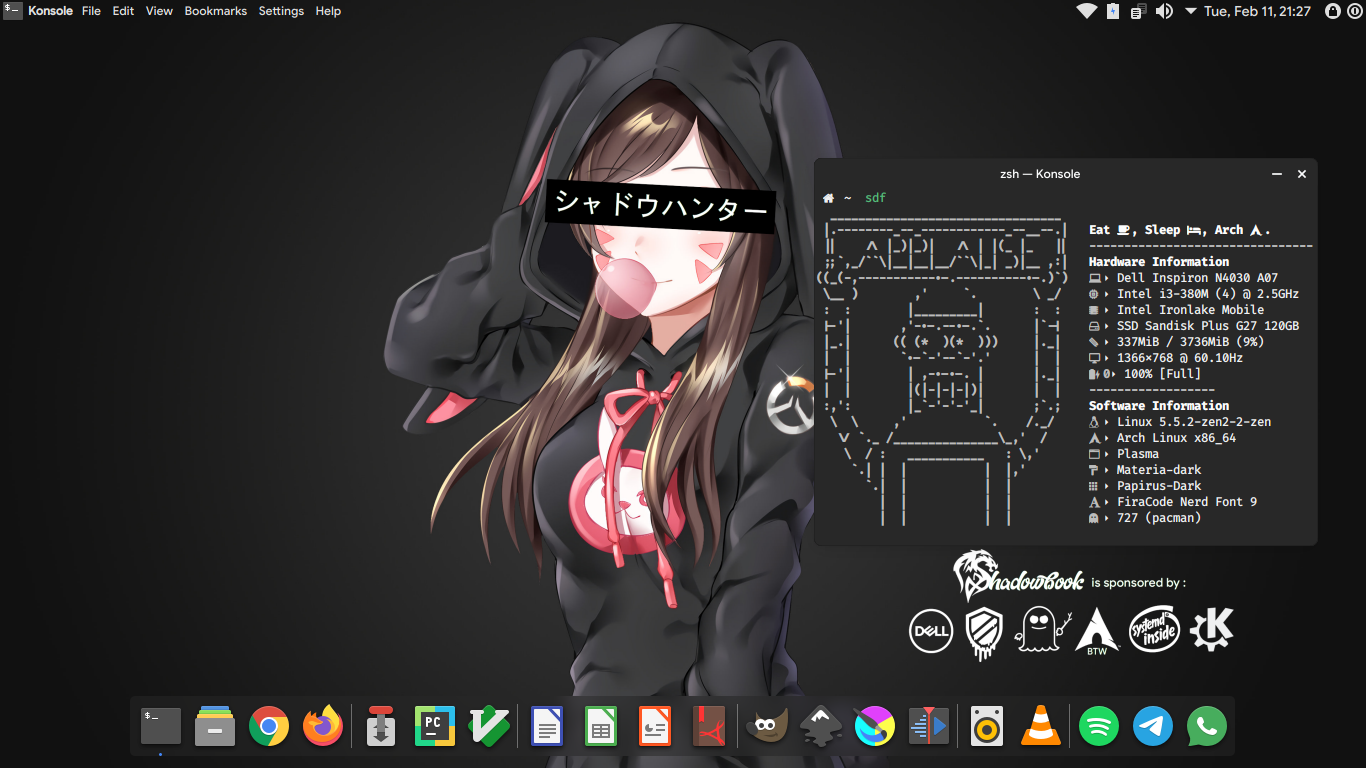 Konsole File Edit View Bookmarks Settings Help
Tue, Feb 11, 21:27
シャドウハンター
zsh — Konsole
~ sdf
Eat , Sleep , Arch .
Hardware Information
Dell Inspiron N4030 A07
Intel i3-380M (4) @ 2.5GHz
Intel Ironlake Mobile
SSD Sandisk Plus G27 120GB
337MiB / 3736MiB (9%)
1366×768 @ 60.10Hz
0 100% [Full]
Software Information
Linux 5.5.2-zen2-2-zen
Arch Linux x86_64
Plasma
Materia-dark
Papirus-Dark
FiraCode Nerd Font 9
727 (pacman)
Shadowbook is sponsored by :
DELL
BTW
systemd inside
K
$-
PC
V